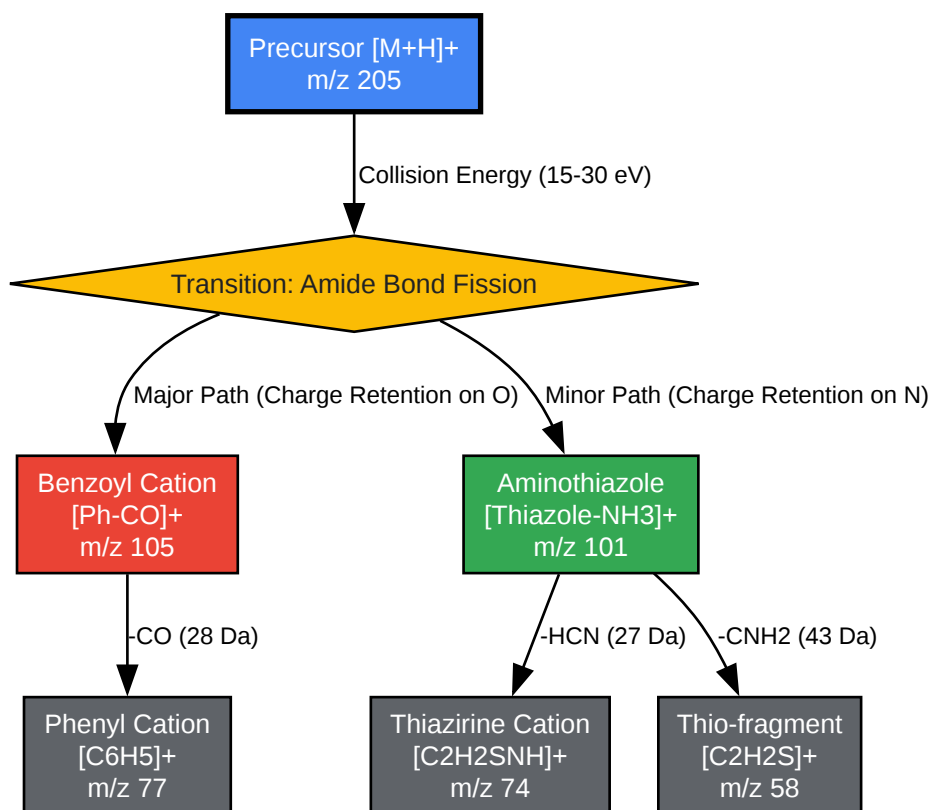 Precursor [M+H]+
m/z 205
Collision Energy (15-30 eV)
Transition: Amide Bond Fission
Major Path (Charge Retention on O)
Minor Path (Charge Retention on N)
Benzoyl Cation
[Ph-CO]+
m/z 105
Aminothiazole
[Thiazole-NH3]+
m/z 101
-CO (28 Da)
-HCN (27 Da)
-CNH2 (43 Da)
Phenyl Cation
[C6H5]+
m/z 77
Thiazirine Cation
[C2H2SNH]+
m/z 74
Thio-fragment
[C2H2S]+
m/z 58